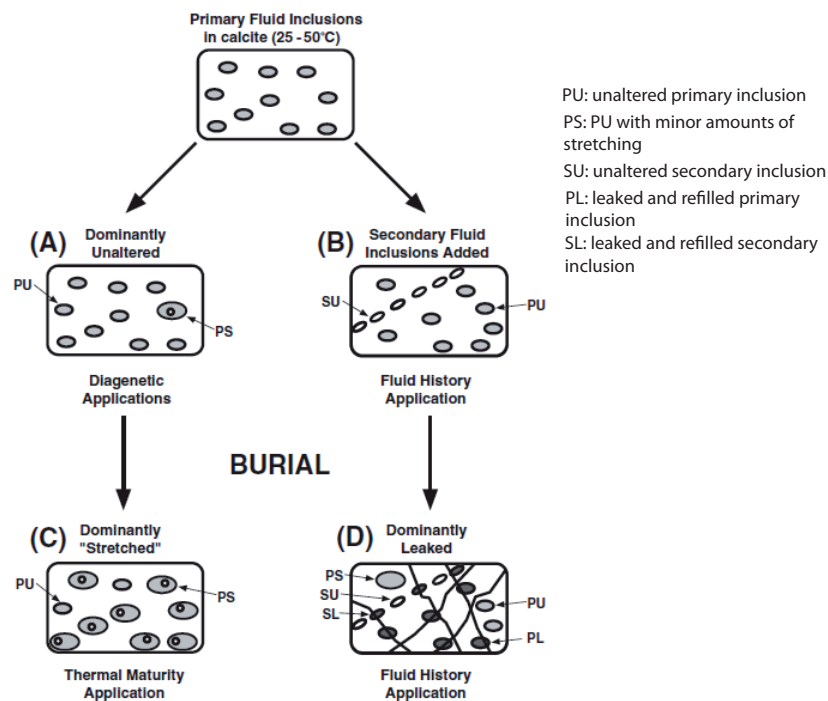 Primary Fluid Inclusions
in calcite (25 - 50°C)
PU: unaltered primary inclusion
PS: PU with minor amounts of
stretching
SU: unaltered secondary inclusion
PL: leaked and refilled primary
inclusion
SL: leaked and refilled secondary
inclusion
(A) Dominantly
Unaltered
PU
PS
Diagenetic
Applications
(B) Secondary Fluid
Inclusions Added
SU
PU
Fluid History
Application
BURIAL
(C) Dominantly
"Stretched"
PU
PS
Thermal Maturity
Application
(D) Dominantly
Leaked
PS
SU
SL
PU
PL
Fluid History
Application